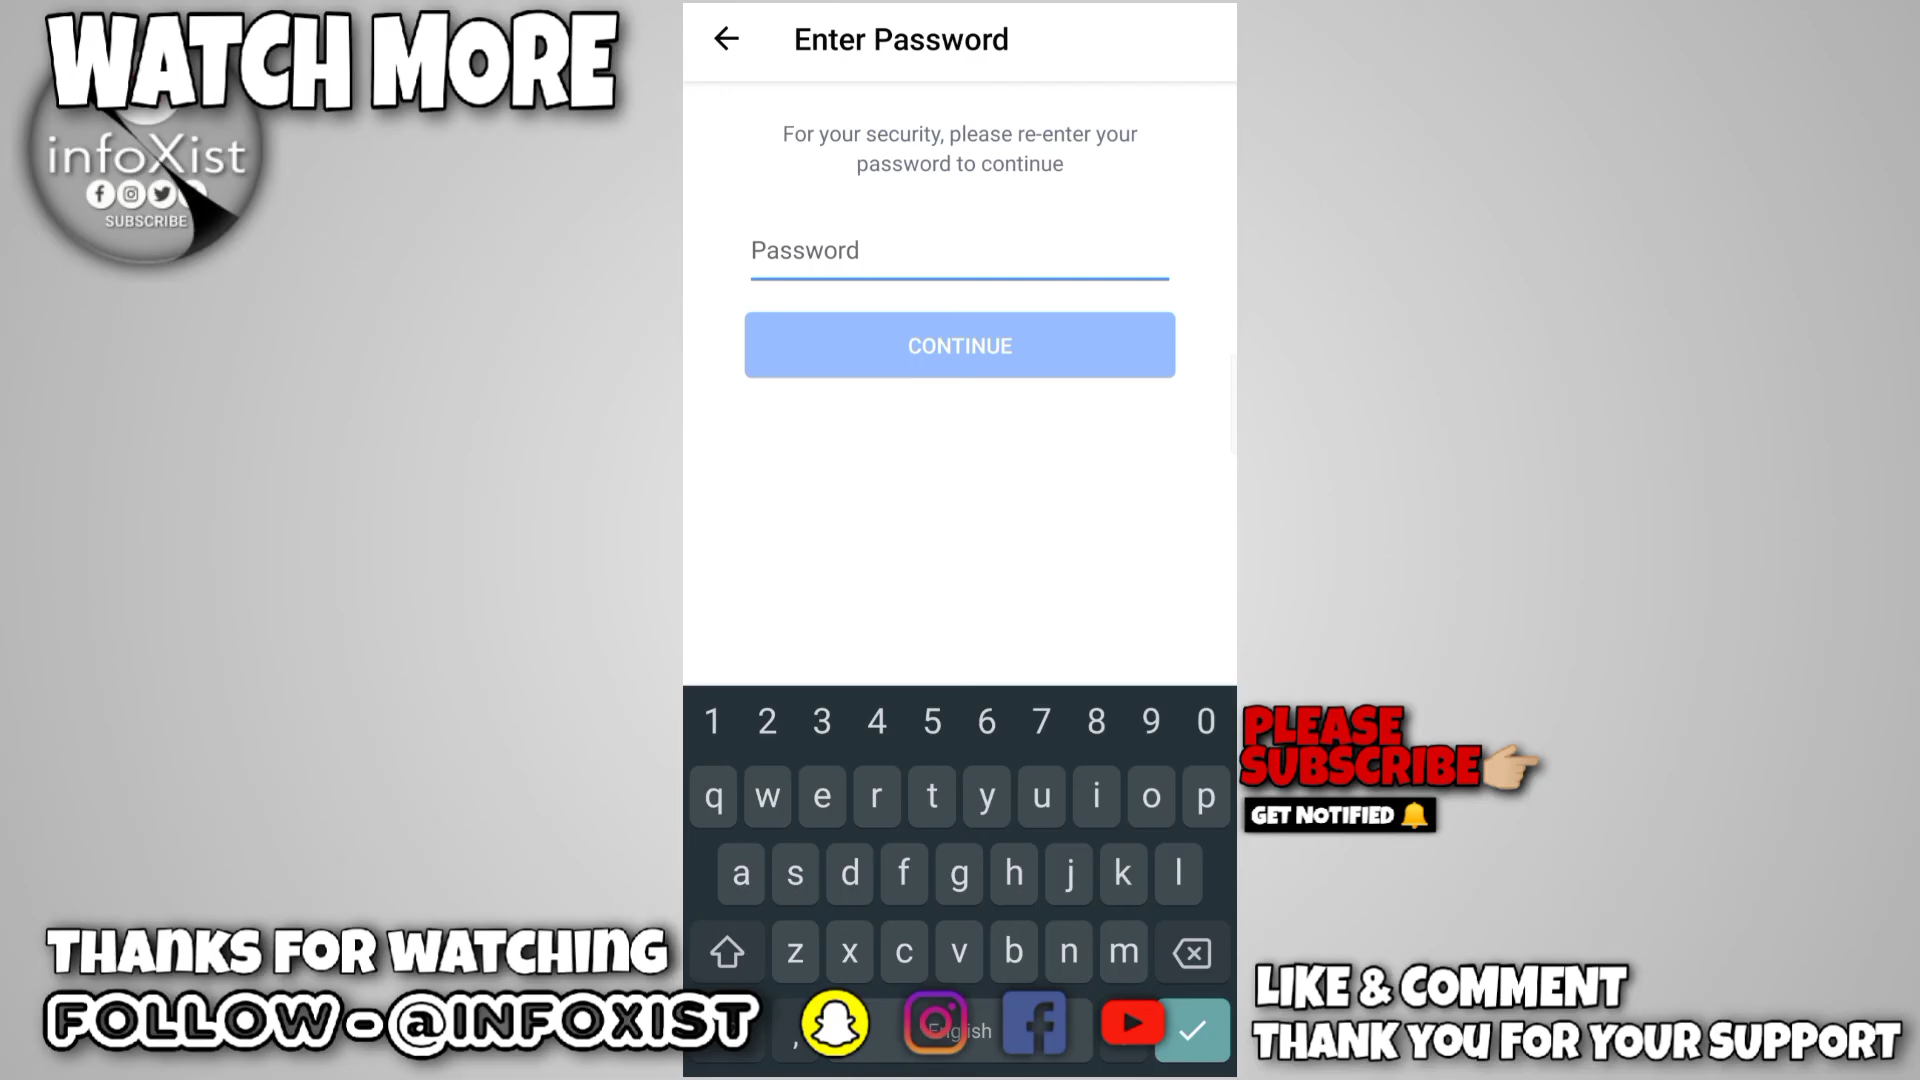 WATCH MORE
infoXist
SUBSCRIBE
Enter Password
For your security, please re-enter your
password to continue
Password
CONTINUE
1 2 3 4 5 6 7 8 9 0
q w e r t y u i o p
a s d f g h j k l
z x c v b n m
, English
PLEASE
SUBSCRIBE
GET NOTIFIED
THANKS FOR WATCHING
FOLLOW - @INFOXIST
LIKE & COMMENT
THANK YOU FOR YOUR SUPPORT